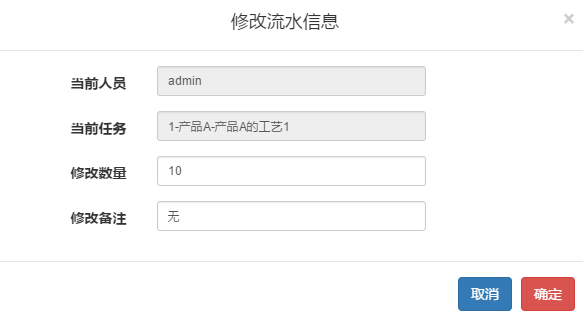 修改流水信息
×
当前人员 admin
当前任务 1-产品A-产品A的工艺1
修改数量 10
修改备注 无
取消 确定